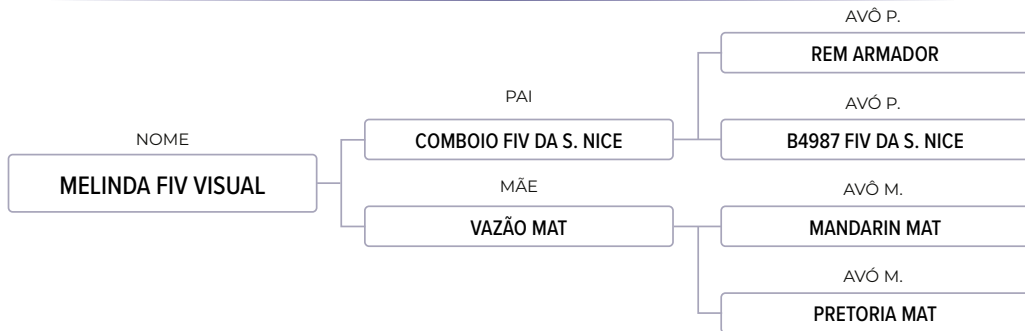 NOME
MELINDA FIV VISUAL
PAI
COMBOIO FIV DA S. NICE
MÃE
VAZÃO MAT
AVÔ P.
REM ARMADOR
AVÓ P.
B4987 FIV DA S. NICE
AVÔ M.
MANDARIN MAT
AVÓ M.
PRETORIA MAT